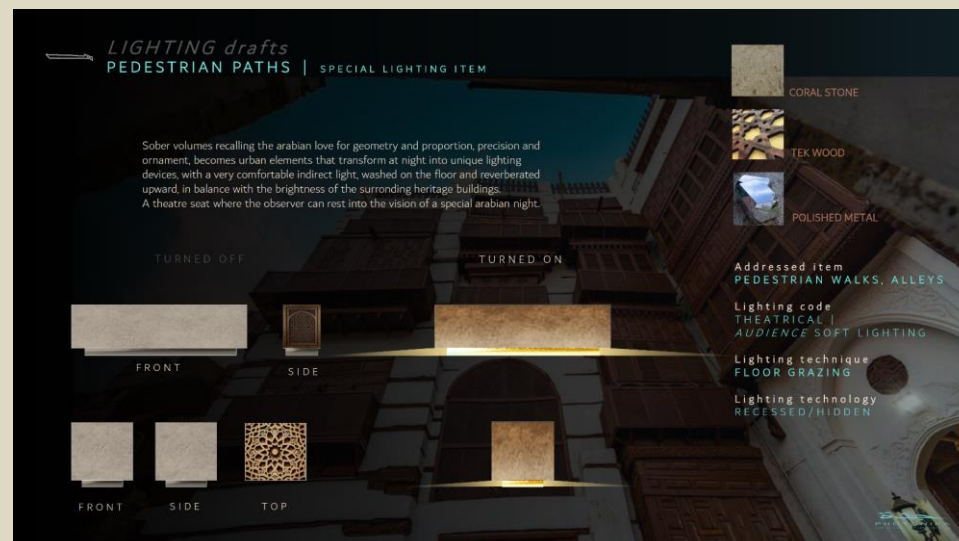 LIGHTING drafts
PEDESTRIAN PATHS | SPECIAL LIGHTING ITEM
Sober volumes recalling the arabian love for geometry and proportion, precision and
ornament, becomes urban elements that transform at night into unique lighting
devices, with a very comfortable indirect light, washed on the floor and reverberated
upward, in balance with the brightness of the surronding heritage buildings.
A theatre seat where the observer can rest into the vision of a special arabian night.
TURNED OFF
TURNED ON
FRONT
SIDE
FRONT
SIDE
TOP
CORAL STONE
TEK WOOD
POLISHED METAL
Addressed item
PEDESTRIAN WALKS, ALLEYS
Lighting code
THEATRICAL |
AUDIENCE SOFT LIGHTING
Lighting technique
FLOOR GRAZING
Lighting technology
RECESSED/HIDDEN